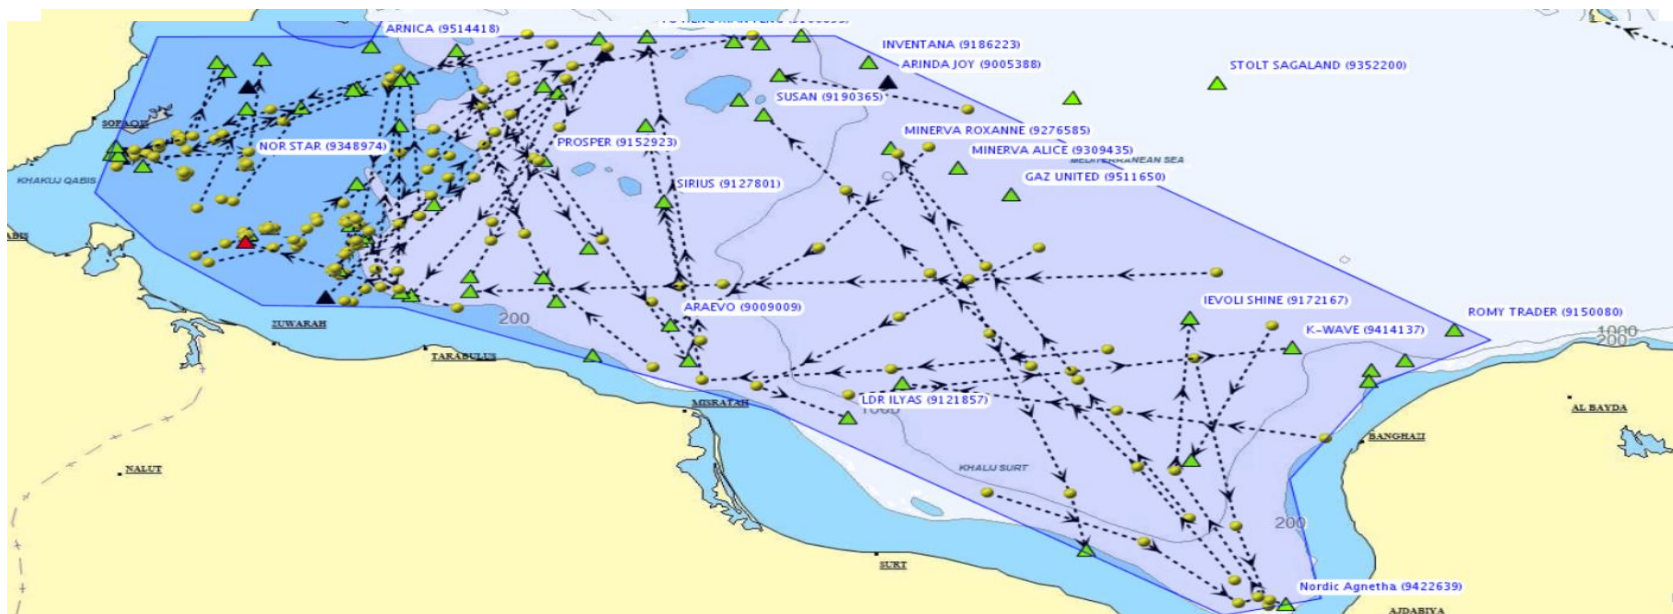 ARNICA (9514418)
INVENTANA (9186223)
ARINDA JOY (9005388)
STOLT SAGALAND (9352200)
SUSAN (9190365)
NOR STAR (9348974)
PROSPER (9152923)
MINERVA ROXANNE (9276585)
MINERVA ALICE (9309435)
MEDITERRANEAN SEA
GAZ UNITED (9511650)
KHALIJ QABIS
SIRIUS (9127801)
ARAEVO (9009009)
IEVOLI SHINE (9172167)
K-WAVE (9414137)
ROMY TRADER (9150080)
200
1000
200
ZUWARAH
TARABULUS
MISRATAH
LDR ILYAS (9121857)
1000
AL BAYDA
BANGHAZI
NALUT
KHALIJ SURT
200
SURT
Nordic Agnetha (9422639)
AJDABIYA